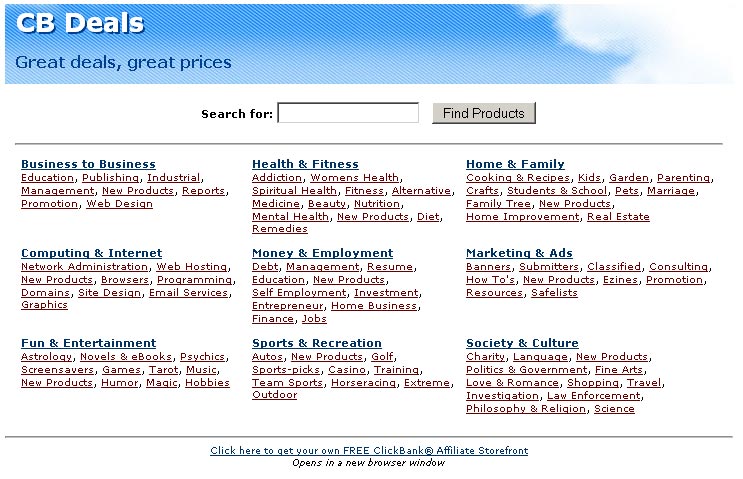 CB Deals
Great deals, great prices
Search for: Find Products
Business to Business
Education, Publishing, Industrial,
Management, New Products, Reports,
Promotion, Web Design
Health & Fitness
Addiction, Womens Health,
Spiritual Health, Fitness, Alternative,
Medicine, Beauty, Nutrition,
Mental Health, New Products, Diet,
Remedies
Home & Family
Cooking & Recipes, Kids, Garden, Parenting,
Crafts, Students & School, Pets, Marriage,
Family Tree, New Products,
Home Improvement, Real Estate
Computing & Internet
Network Administration, Web Hosting,
New Products, Browsers, Programming,
Domains, Site Design, Email Services,
Graphics
Money & Employment
Debt, Management, Resume,
Education, New Products,
Self Employment, Investment,
Entrepreneur, Home Business,
Finance, Jobs
Marketing & Ads
Banners, Submitters, Classified, Consulting,
How To's, New Products, Ezines, Promotion,
Resources, Safelists
Fun & Entertainment
Astrology, Novels & eBooks, Psychics,
Screensavers, Games, Tarot, Music,
New Products, Humor, Magic, Hobbies
Sports & Recreation
Autos, New Products, Golf,
Sports-picks, Casino, Training,
Team Sports, Horseracing, Extreme,
Outdoor
Society & Culture
Charity, Language, New Products,
Politics & Government, Fine Arts,
Love & Romance, Shopping, Travel,
Investigation, Law Enforcement,
Philosophy & Religion, Science
Click here to get your own FREE ClickBank® Affiliate Storefront
Opens in a new browser window